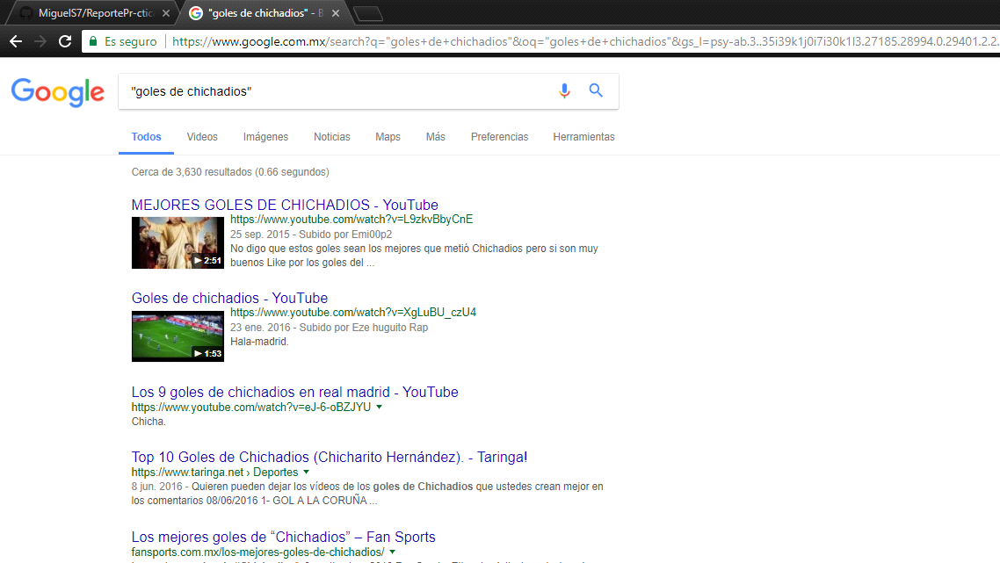 MiguelS7/ReportePr-ctic
"goles de chichadios" - B
Es seguro
https://www.google.com.mx/search?q="goles+de+chichadios"&oq="goles+de+chichadios"&gs_l=psy-ab.3..35i39k1j0i7i30k1l3.27185.28994.0.29401.2.2.
Google
"goles de chichadios"
Todos Videos Imágenes Noticias Maps Más Preferencias Herramientas
Cerca de 3,630 resultados (0.66 segundos)
MEJORES GOLES DE CHICHADIOS - YouTube
https://www.youtube.com/watch?v=L9zkvBbyCnE
25 sep. 2015 - Subido por Emi00p2
No digo que estos goles sean los mejores que metió Chichadios pero si son muy
buenos Like por los goles del ...
2:51
Goles de chichadios - YouTube
https://www.youtube.com/watch?v=XgLuBU_czU4
23 ene. 2016 - Subido por Eze huguito Rap
Hala-madrid.
1:53
Los 9 goles de chichadios en real madrid - YouTube
https://www.youtube.com/watch?v=eJ-6-oBZJYU
Chicha.
Top 10 Goles de Chichadios (Chicharito Hernández). - Taringa!
https://www.taringa.net › Deportes
8 jun. 2016 - Quieren pueden dejar los vídeos de los goles de Chichadios que ustedes crean mejor en
los comentarios 08/06/2016 1- GOL A LA CORUÑA ...
Los mejores goles de “Chichadios” – Fan Sports
fansports.com.mx/los-mejores-goles-de-chichadios/